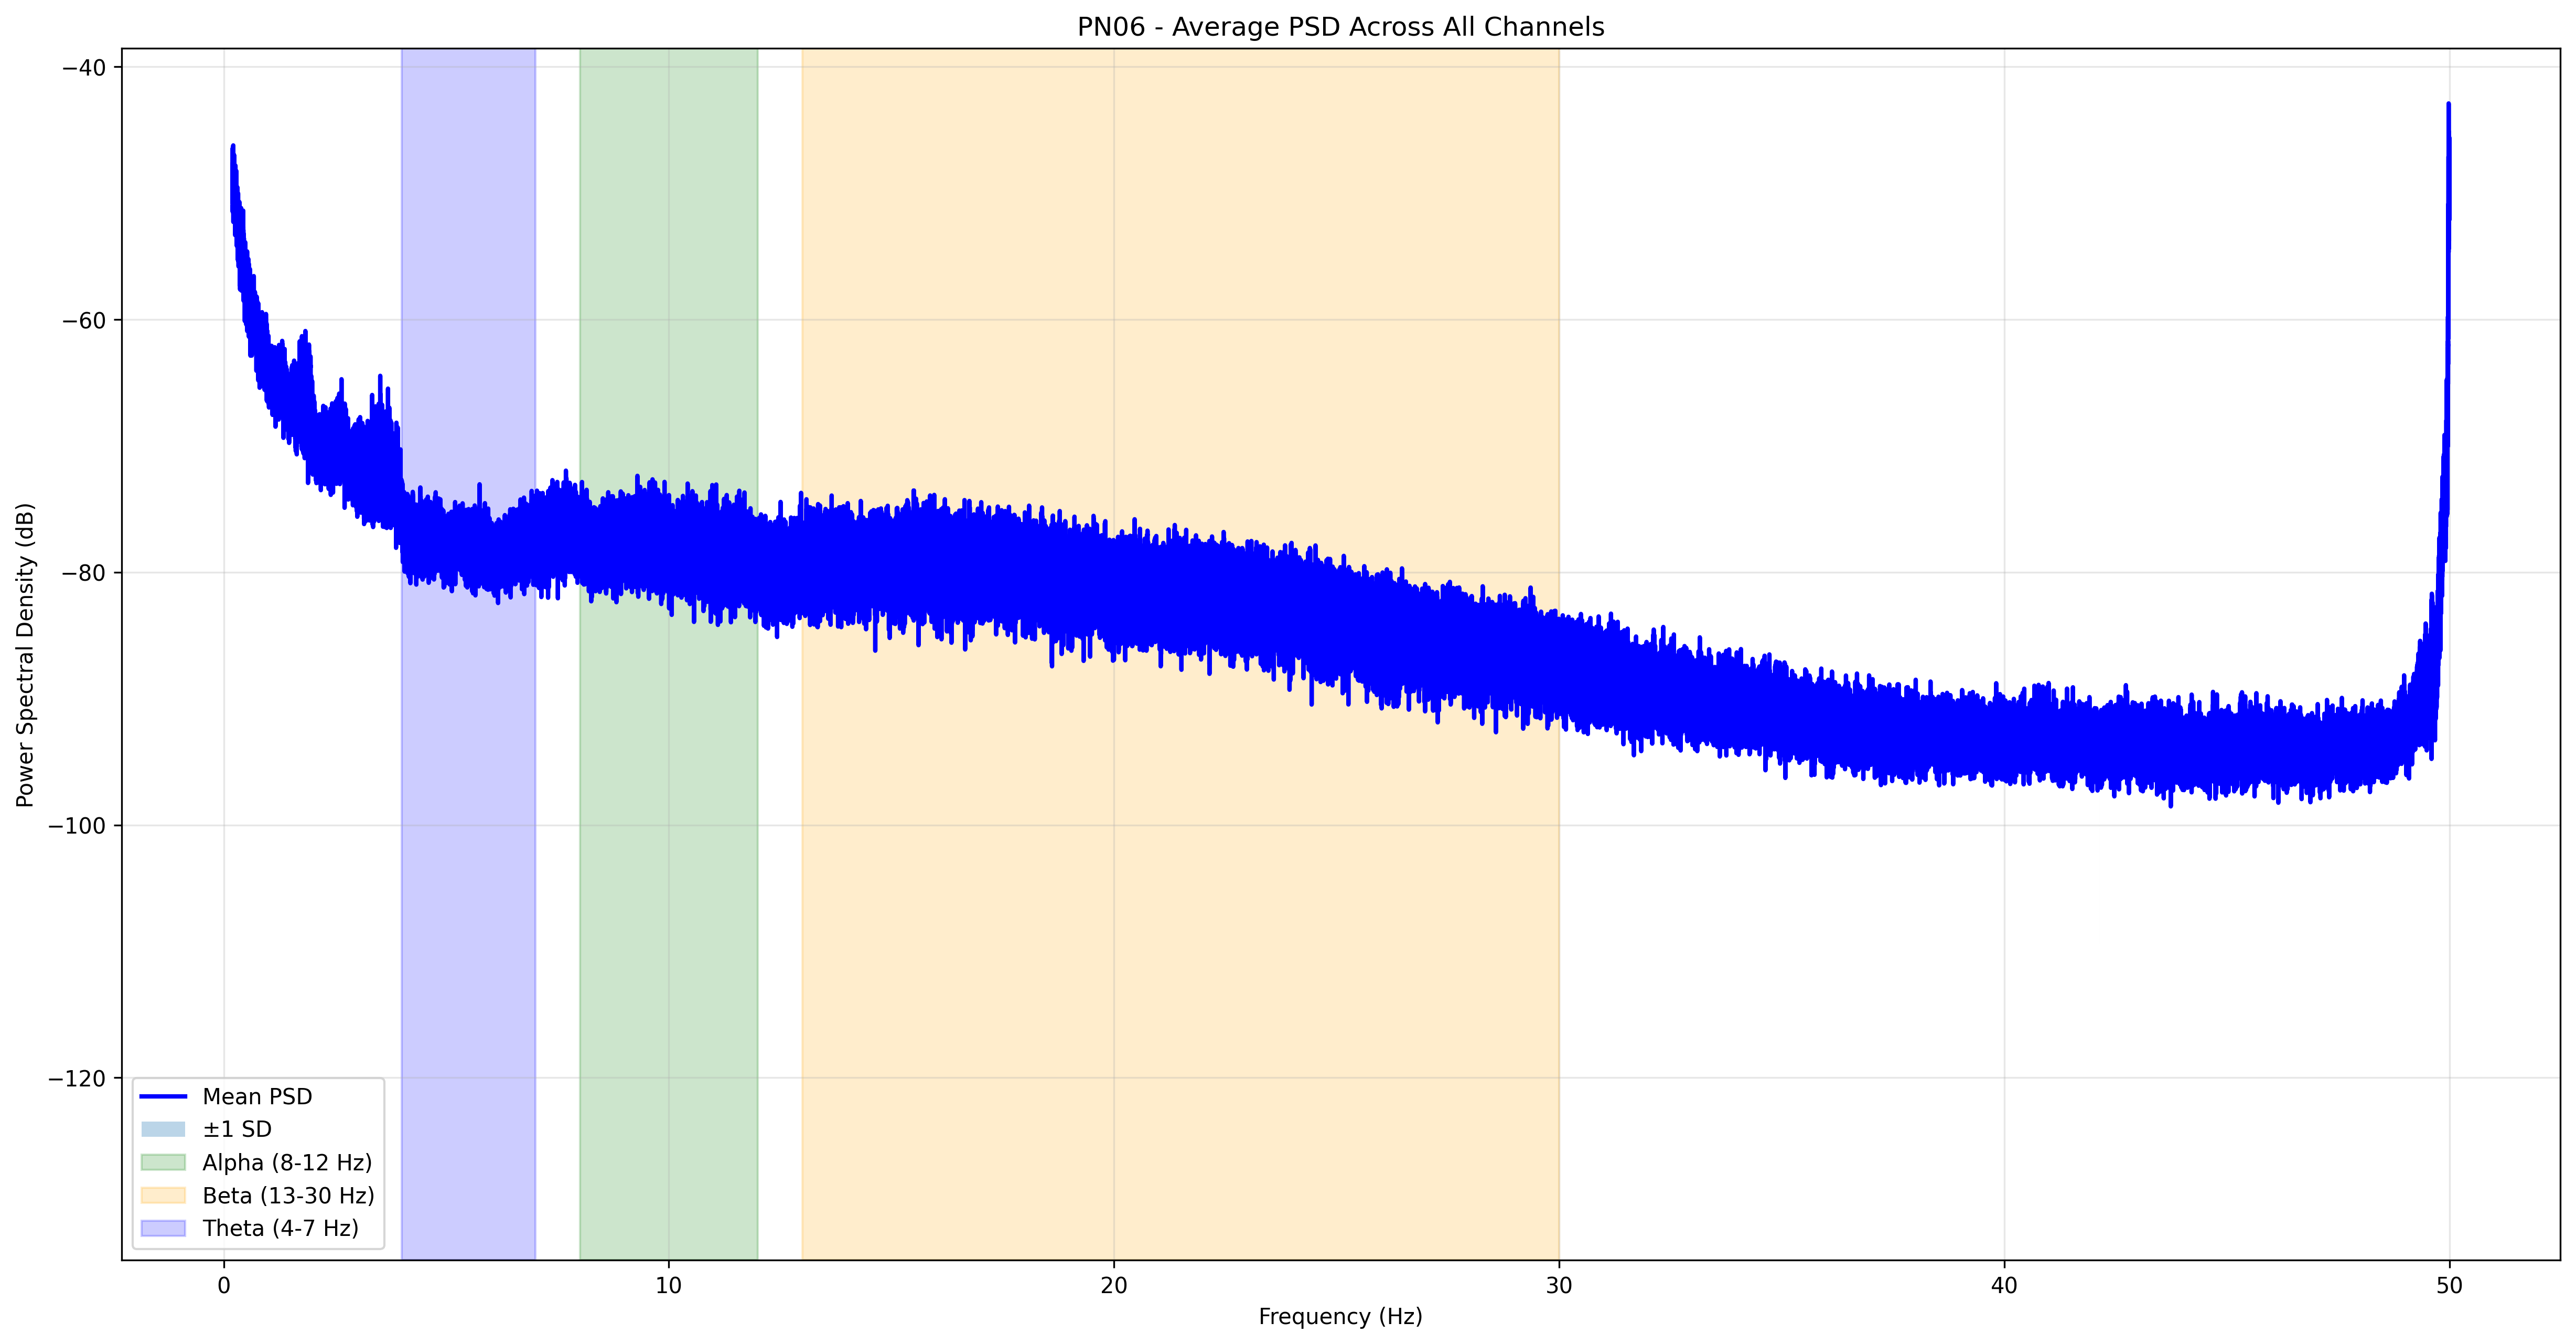 PN06 - Average PSD Across All Channels
Power Spectral Density (dB)
−40
−60
−80
−100
−120
Mean PSD
±1 SD
Alpha (8-12 Hz)
Beta (13-30 Hz)
Theta (4-7 Hz)
0
10
20
30
40
50
Frequency (Hz)